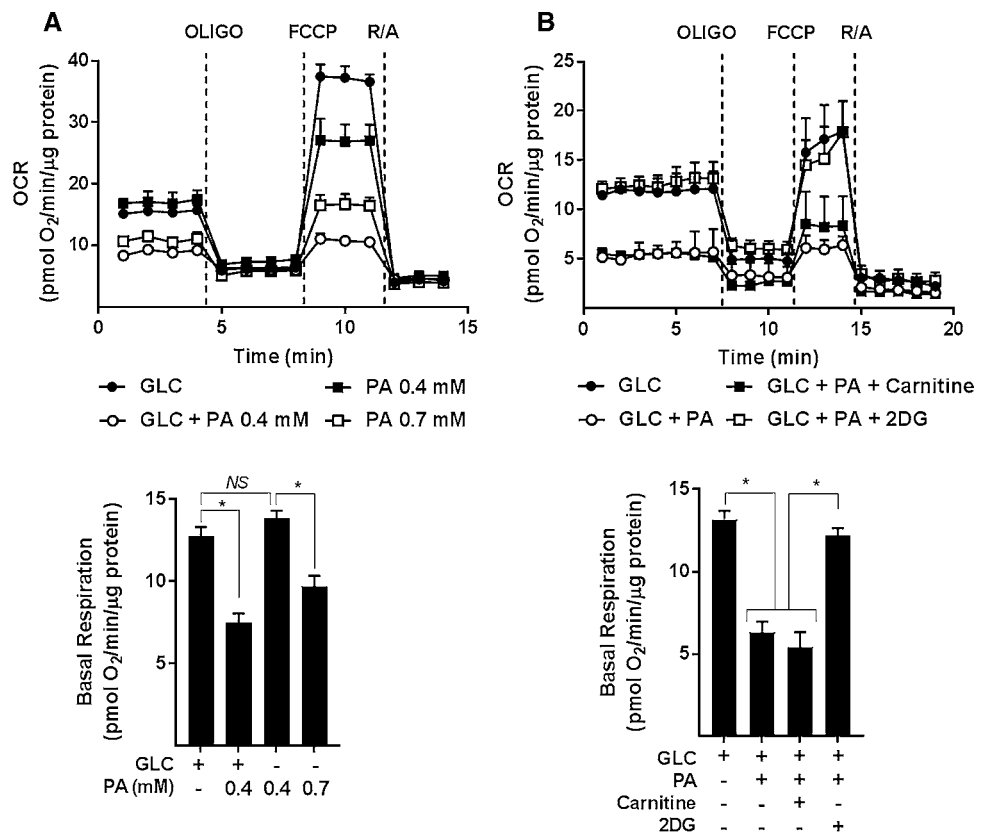 A
OLIGO FCCP R/A
OCR
(pmol O2/min/µg protein)
40
30
20
10
0 5 10 15
Time (min)
GLC
PA 0.4 mM
GLC + PA 0.4 mM
PA 0.7 mM
B
OLIGO FCCP R/A
OCR
(pmol O2/min/µg protein)
25
20
15
10
5
0 5 10 15 20
Time (min)
GLC
GLC + PA + Carnitine
GLC + PA
GLC + PA + 2DG
Basal Respiration
(pmol O2/min/µg protein)
15
10
5
NS
*
*
GLC + + - -
PA (mM) - 0.4 0.4 0.7
Basal Respiration
(pmol O2/min/µg protein)
15
10
5
*
*
GLC + + + +
PA - + + +
Carnitine - - + -
2DG - - - +